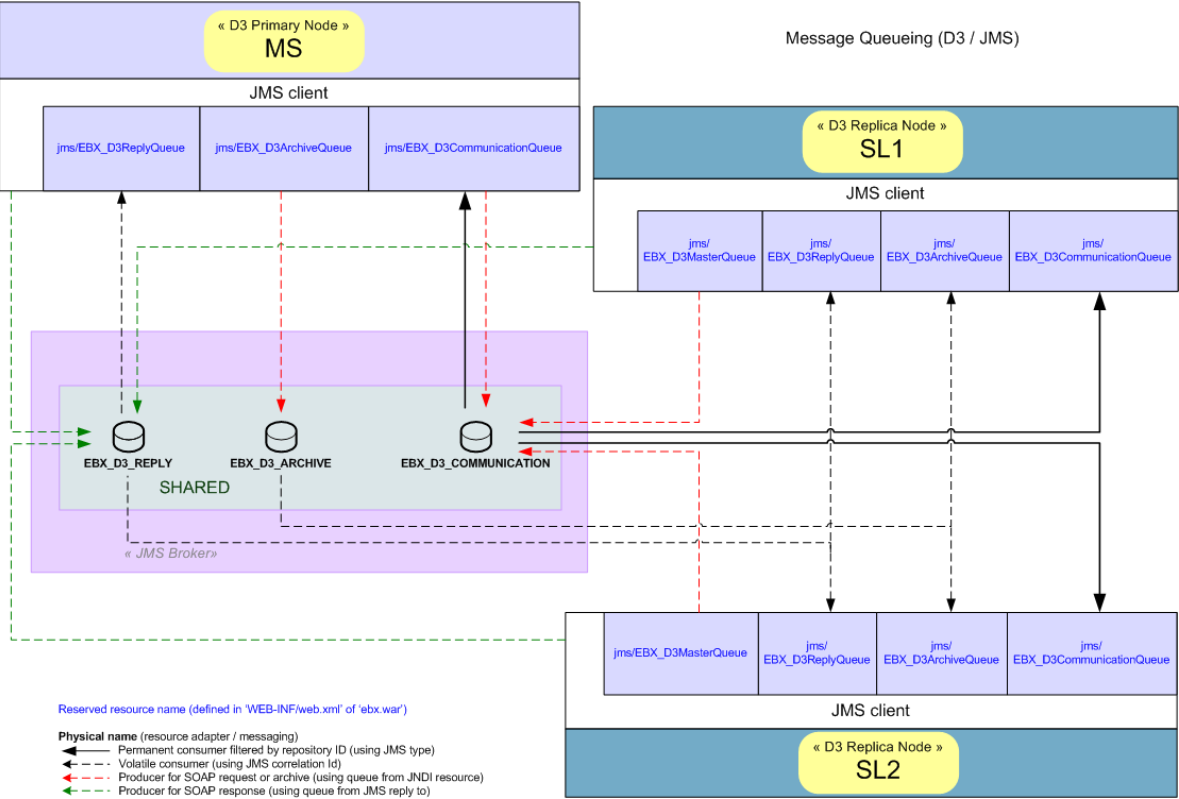 « D3 Primary Node »
MS
Message Queueing (D3 / JMS)
JMS client
jms/EBX_D3ReplyQueue
jms/EBX_D3ArchiveQueue
jms/EBX_D3CommunicationQueue
« D3 Replica Node »
SL1
JMS client
jms/
EBX_D3MasterQueue
jms/
EBX_D3ReplyQueue
jms/
EBX_D3ArchiveQueue
jms/
EBX_D3CommunicationQueue
EBX_D3_REPLY
EBX_D3_ARCHIVE
EBX_D3_COMMUNICATION
SHARED
« JMS Broker»
jms/EBX_D3MasterQueue
jms/
EBX_D3ReplyQueue
jms/
EBX_D3ArchiveQueue
jms/
EBX_D3CommunicationQueue
JMS client
« D3 Replica Node »
SL2
Reserved resource name (defined in ‘WEB-INF/web.xml’ of ‘ebx.war’)
Physical name (resource adapter / messaging)
Permanent consumer filtered by repository ID (using JMS type)
Volatile consumer (using JMS correlation Id)
Producer for SOAP request or archive (using queue from JNDI resource)
Producer for SOAP response (using queue from JMS reply to)